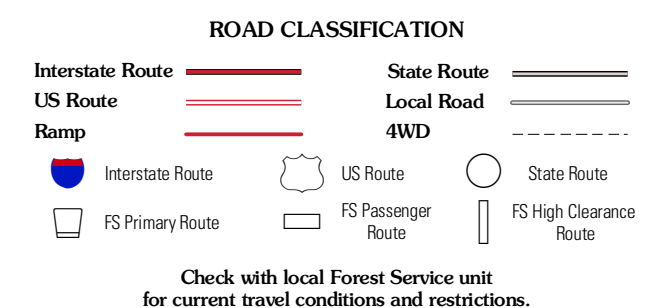 ROAD CLASSIFICATION
Interstate Route
State Route
US Route
Local Road
Ramp
4WD
Interstate Route
US Route
State Route
FS Primary Route
FS Passenger
Route
FS High Clearance
Route
Check with local Forest Service unit
for current travel conditions and restrictions.